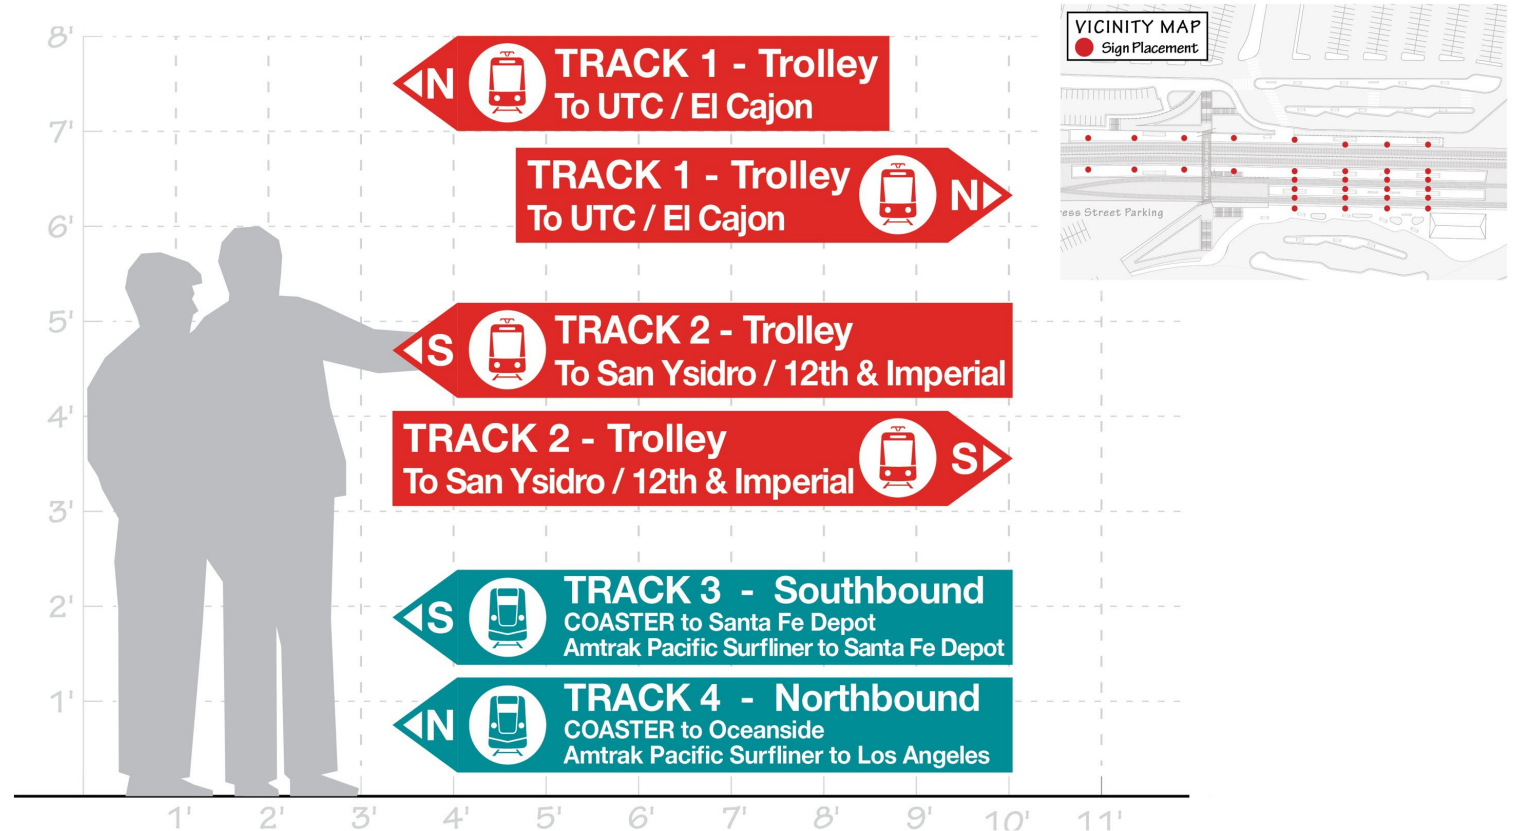 8'
7'
6'
5'
4'
3'
2'
1'
N
TRACK 1 - Trolley
To UTC / El Cajon
TRACK 1 - Trolley
To UTC / El Cajon
N
S
TRACK 2 - Trolley
To San Ysidro / 12th & Imperial
TRACK 2 - Trolley
To San Ysidro / 12th & Imperial
S
S
TRACK 3 - Southbound
COASTER to Santa Fe Depot
Amtrak Pacific Surfliner to Santa Fe Depot
N
TRACK 4 - Northbound
COASTER to Oceanside
Amtrak Pacific Surfliner to Los Angeles
1' 2' 3' 4' 5' 6' 7' 8' 9' 10' 11'
VICINITY MAP
Sign Placement
ress Street Parking